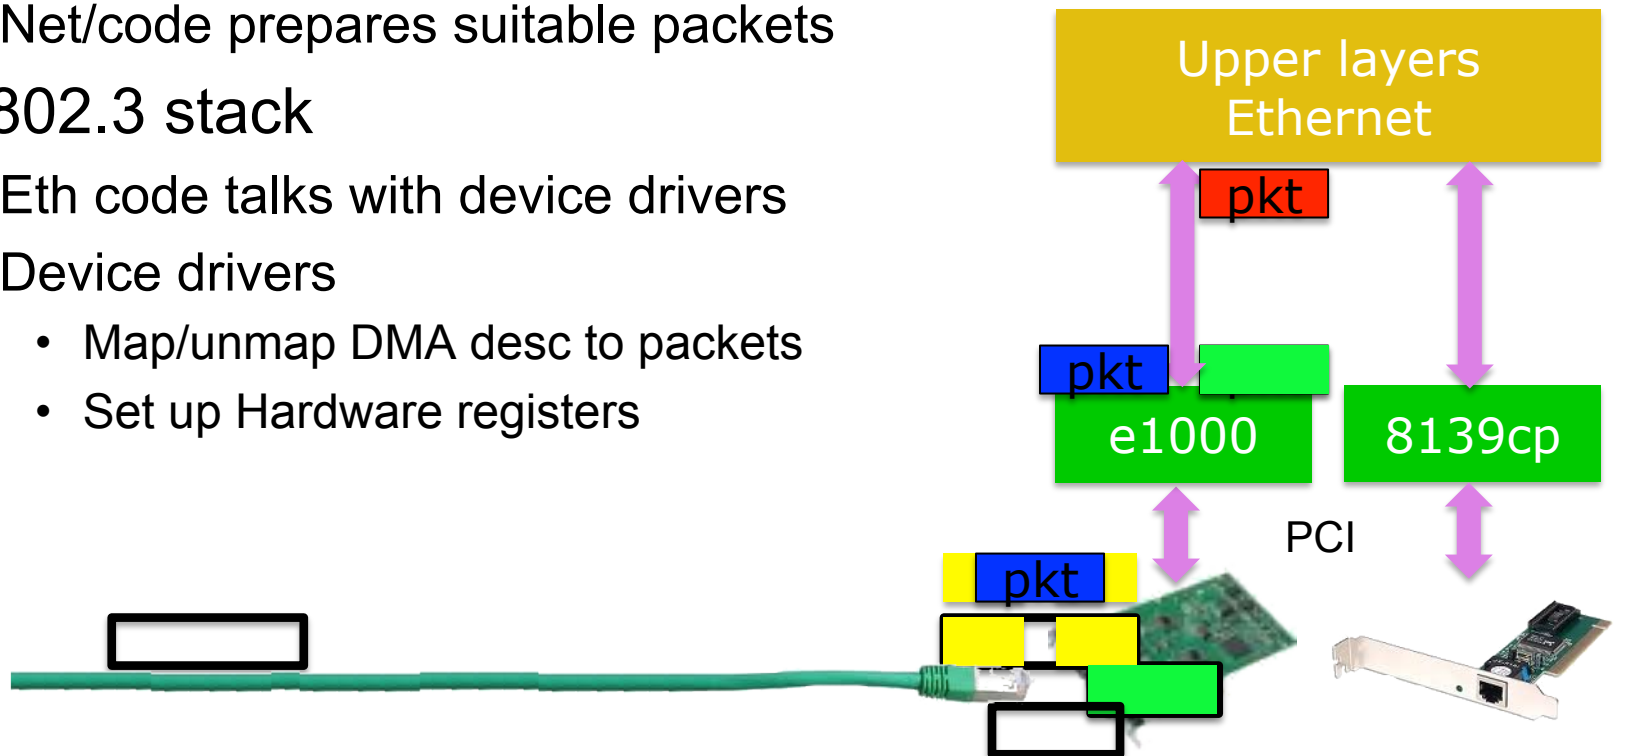 Net/code prepares suitable packets
802.3 stack
Eth code talks with device drivers
Device drivers
• Map/unmap DMA desc to packets
• Set up Hardware registers
Upper layers
Ethernet
pkt
pkt
e1000
8139cp
PCI
pkt